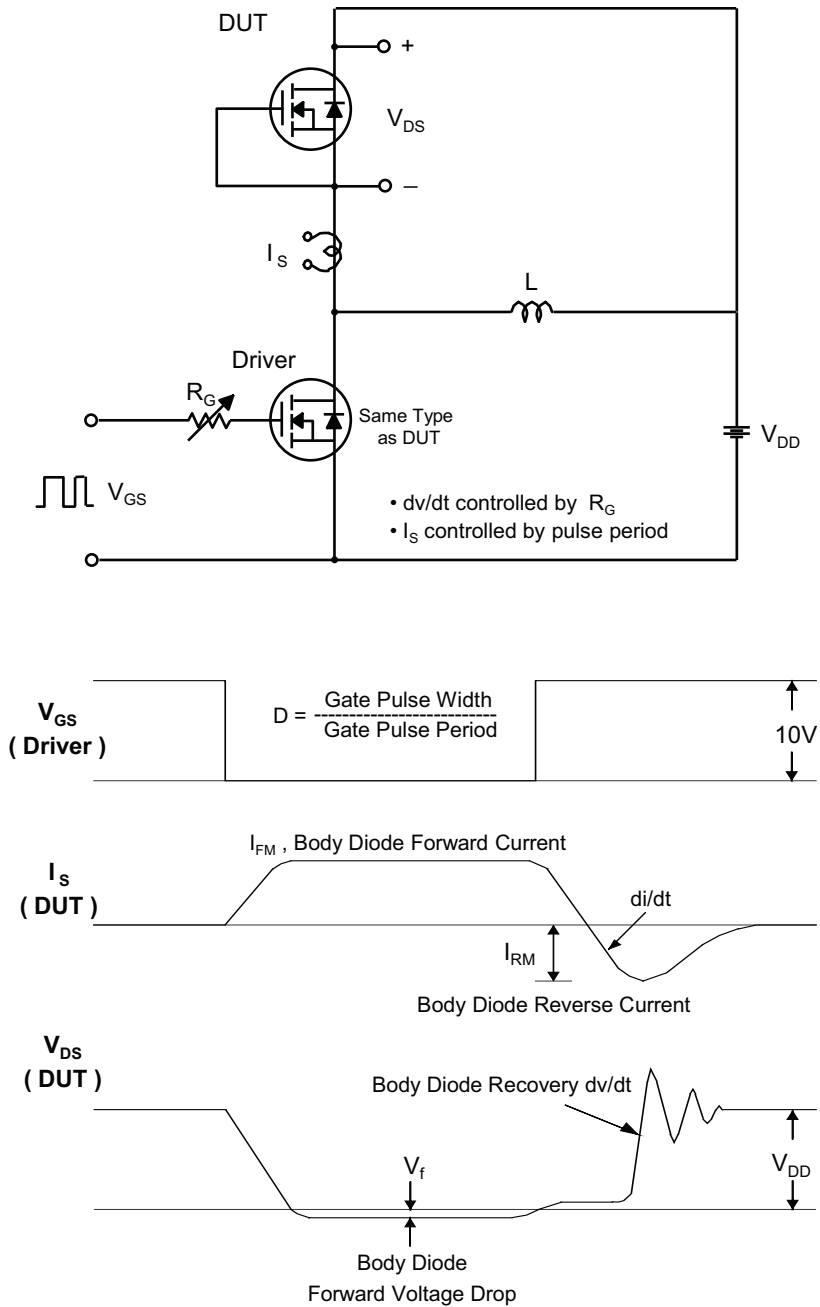 DUT
+
V_DS
–
I_S
L
Driver
R_G
Same Type
as DUT
V_DD
V_GS
• dv/dt controlled by R_G
• I_S controlled by pulse period
V_GS
( Driver )
D = Gate Pulse Width
Gate Pulse Period
10V
I_FM , Body Diode Forward Current
I_S
( DUT )
di/dt
I_RM
Body Diode Reverse Current
V_DS
( DUT )
Body Diode Recovery dv/dt
V_f
V_DD
Body Diode
Forward Voltage Drop